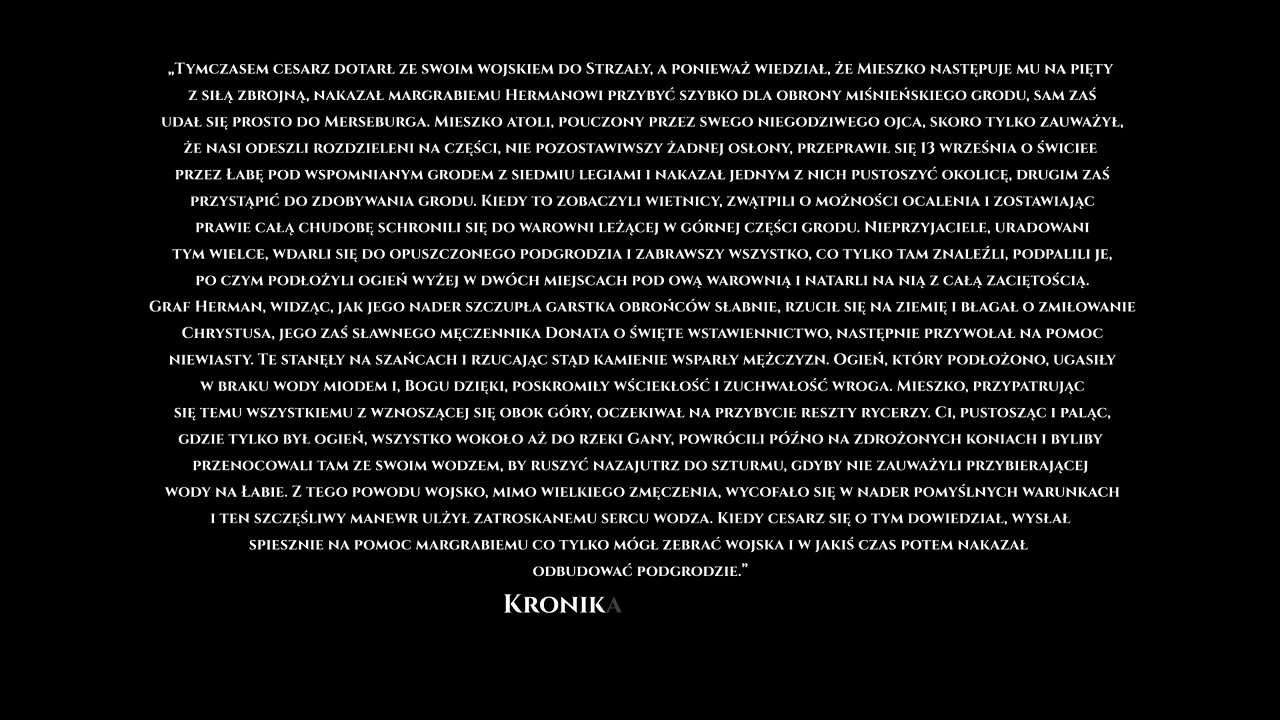 „Tymczasem cesarz dotarł ze swoim wojskiem do Strzały, a ponieważ wiedział, że Mieszko następuje mu na pięty
z siłą zbrojną, nakazał margrabiemu Hermanowi przybyć szybko dla obrony miśnieńskiego grodu, sam zaś
udał się prosto do Merseburga. Mieszko atoli, pouczony przez swego niegodziwego ojca, skoro tylko zauważył,
że nasi odeszli rozdzieleni na części, nie pozostawiwszy żadnej osłony, przeprawił się 13 września o świciee
przez Łabę pod wspomnianym grodem z siedmiu legiami i nakazał jednym z nich pustoszyć okolicę, drugim zaś
przystąpić do zdobywania grodu. Kiedy to zobaczyli Wietnicy, zwątpili o możności ocalenia i zostawiając
prawie całą chudobę schronili się do warowni leżącej w górnej części grodu. Nieprzyjaciele, uradowani
tym wielce, wdarli się do opuszczonego podgrodzia i zabrawszy wszystko, co tylko tam znaleźli, podpalili je,
po czym podłożyli ogień wyżej w dwóch miejscach pod ową warownią i natarli na nią z całą zaciętością.
Graf Herman, widząc, jak jego nader szczupła garstka obrońców słabnie, rzucił się na ziemię i błagał o zmiłowanie
Chrystusa, jego zaś sławnego męczennika Donata o święte wstawiennictwo, następnie przywołał na pomoc
niewiasty. Te stanęły na szańcach i rzucając stąd kamienie wsparły mężczyzn. Ogień, który podłożono, ugasiły
w braku wody miodem i, Bogu dzięki, poskromiły wściekłość i zuchwałość wroga. Mieszko, przypatrując
się temu wszystkiemu z wznoszącej się obok góry, oczekiwał na przybycie reszty rycerzy. Ci, pustosząc i paląc,
gdzie tylko był ogień, wszystko wokoło aż do rzeki Gany, powrócili późno na zdrożonych koniach i byliby
przenocowali tam ze swoim wodzem, by ruszyć nazajutrz do szturmu, gdyby nie zauważyli przybierającej
wody na Łabie. Z tego powodu wojsko, mimo wielkiego zmęczenia, wycofało się w nader pomyślnych warunkach
i ten szczęśliwy manewr ulżył zatroskanemu sercu wodza. Kiedy cesarz się o tym dowiedział, wysłał
spiesznie na pomoc margrabiemu co tylko mógł zebrać wojska i w jakiś czas potem nakazał
odbudować podgrodzie.”
Kronika